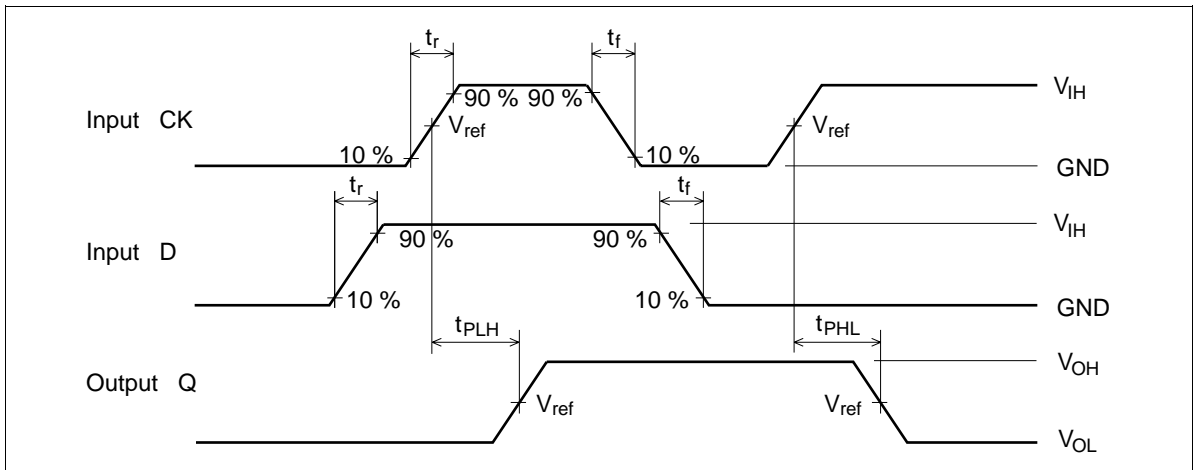 tr tf
90 % 90 % VIH
Input CK Vref Vref
10 % 10 % GND
tr tf
VIH
Input D 90 % 90 %
10 % 10 % GND
tPLH tPHL
VOH
Output Q Vref Vref
VOL